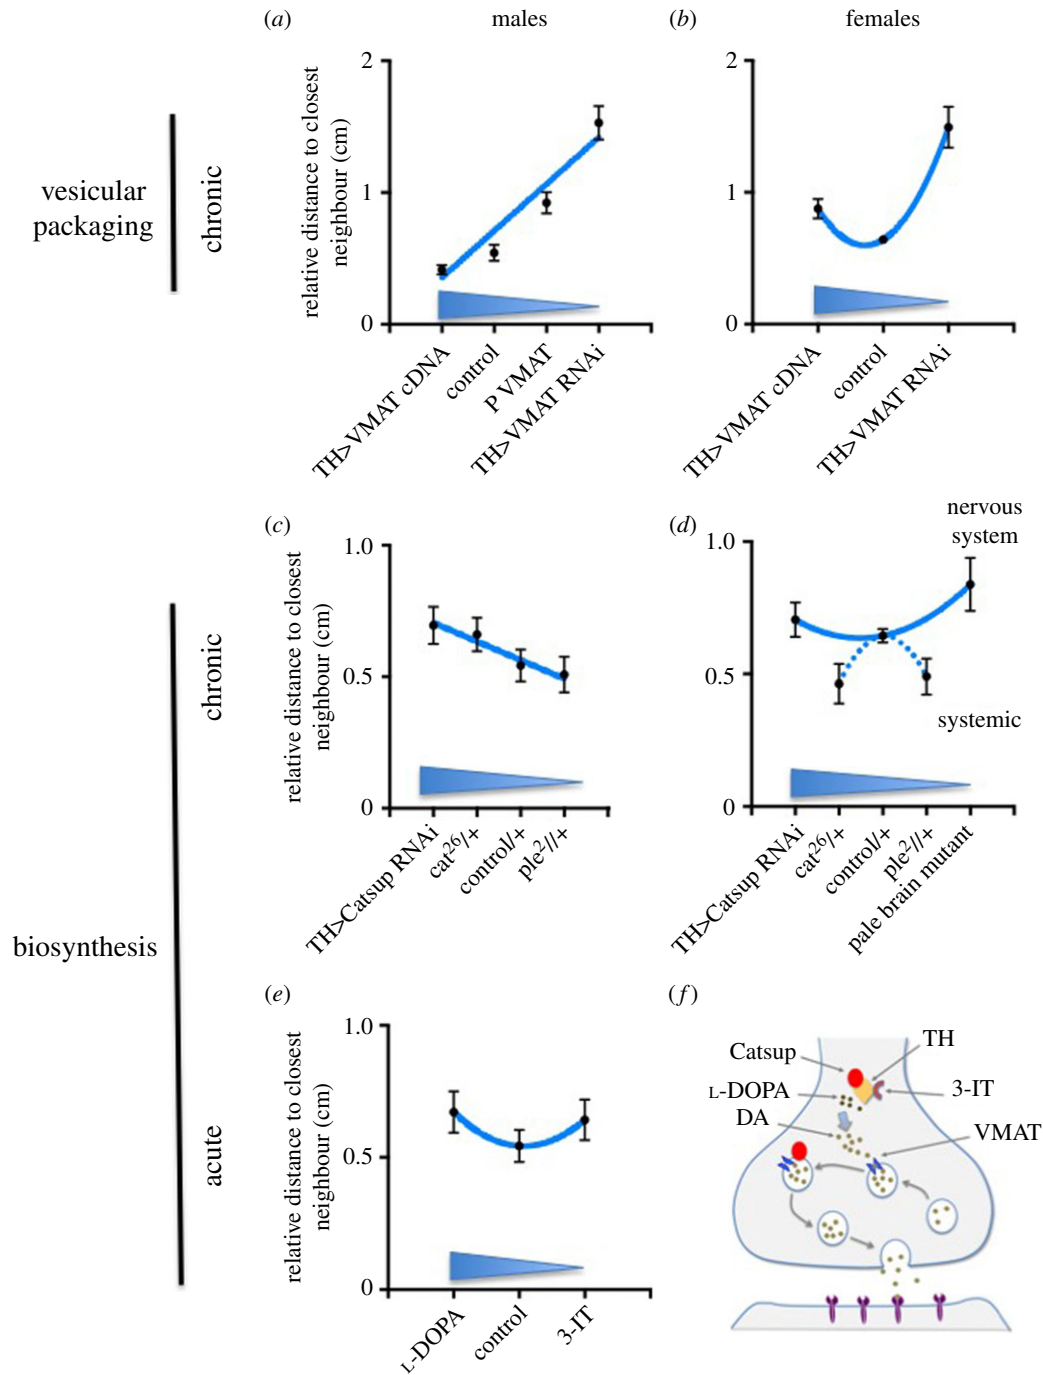 (a) males (b) females
vesicular
packaging
chronic
relative distance to closest
neighbour (cm)
2
1
0
TH>VMAT cDNA
control
P VMAT
TH>VMAT RNAi
2
1
0
TH>VMAT cDNA
control
TH>VMAT RNAi
biosynthesis
chronic
(c)
relative distance to closest
neighbour (cm)
1.0
0.5
0
TH>Catsup RNAi
cat²⁶/+
control/+
ple²//+
(d)
nervous
system
1.0
0.5
0
systemic
TH>Catsup RNAi
cat²⁶/+
control/+
ple²//+
pale brain mutant
acute
(e)
relative distance to closest
neighbour (cm)
1.0
0.5
0
L-DOPA
control
3-IT
(f)
Catsup
TH
L-DOPA
3-IT
DA
VMAT